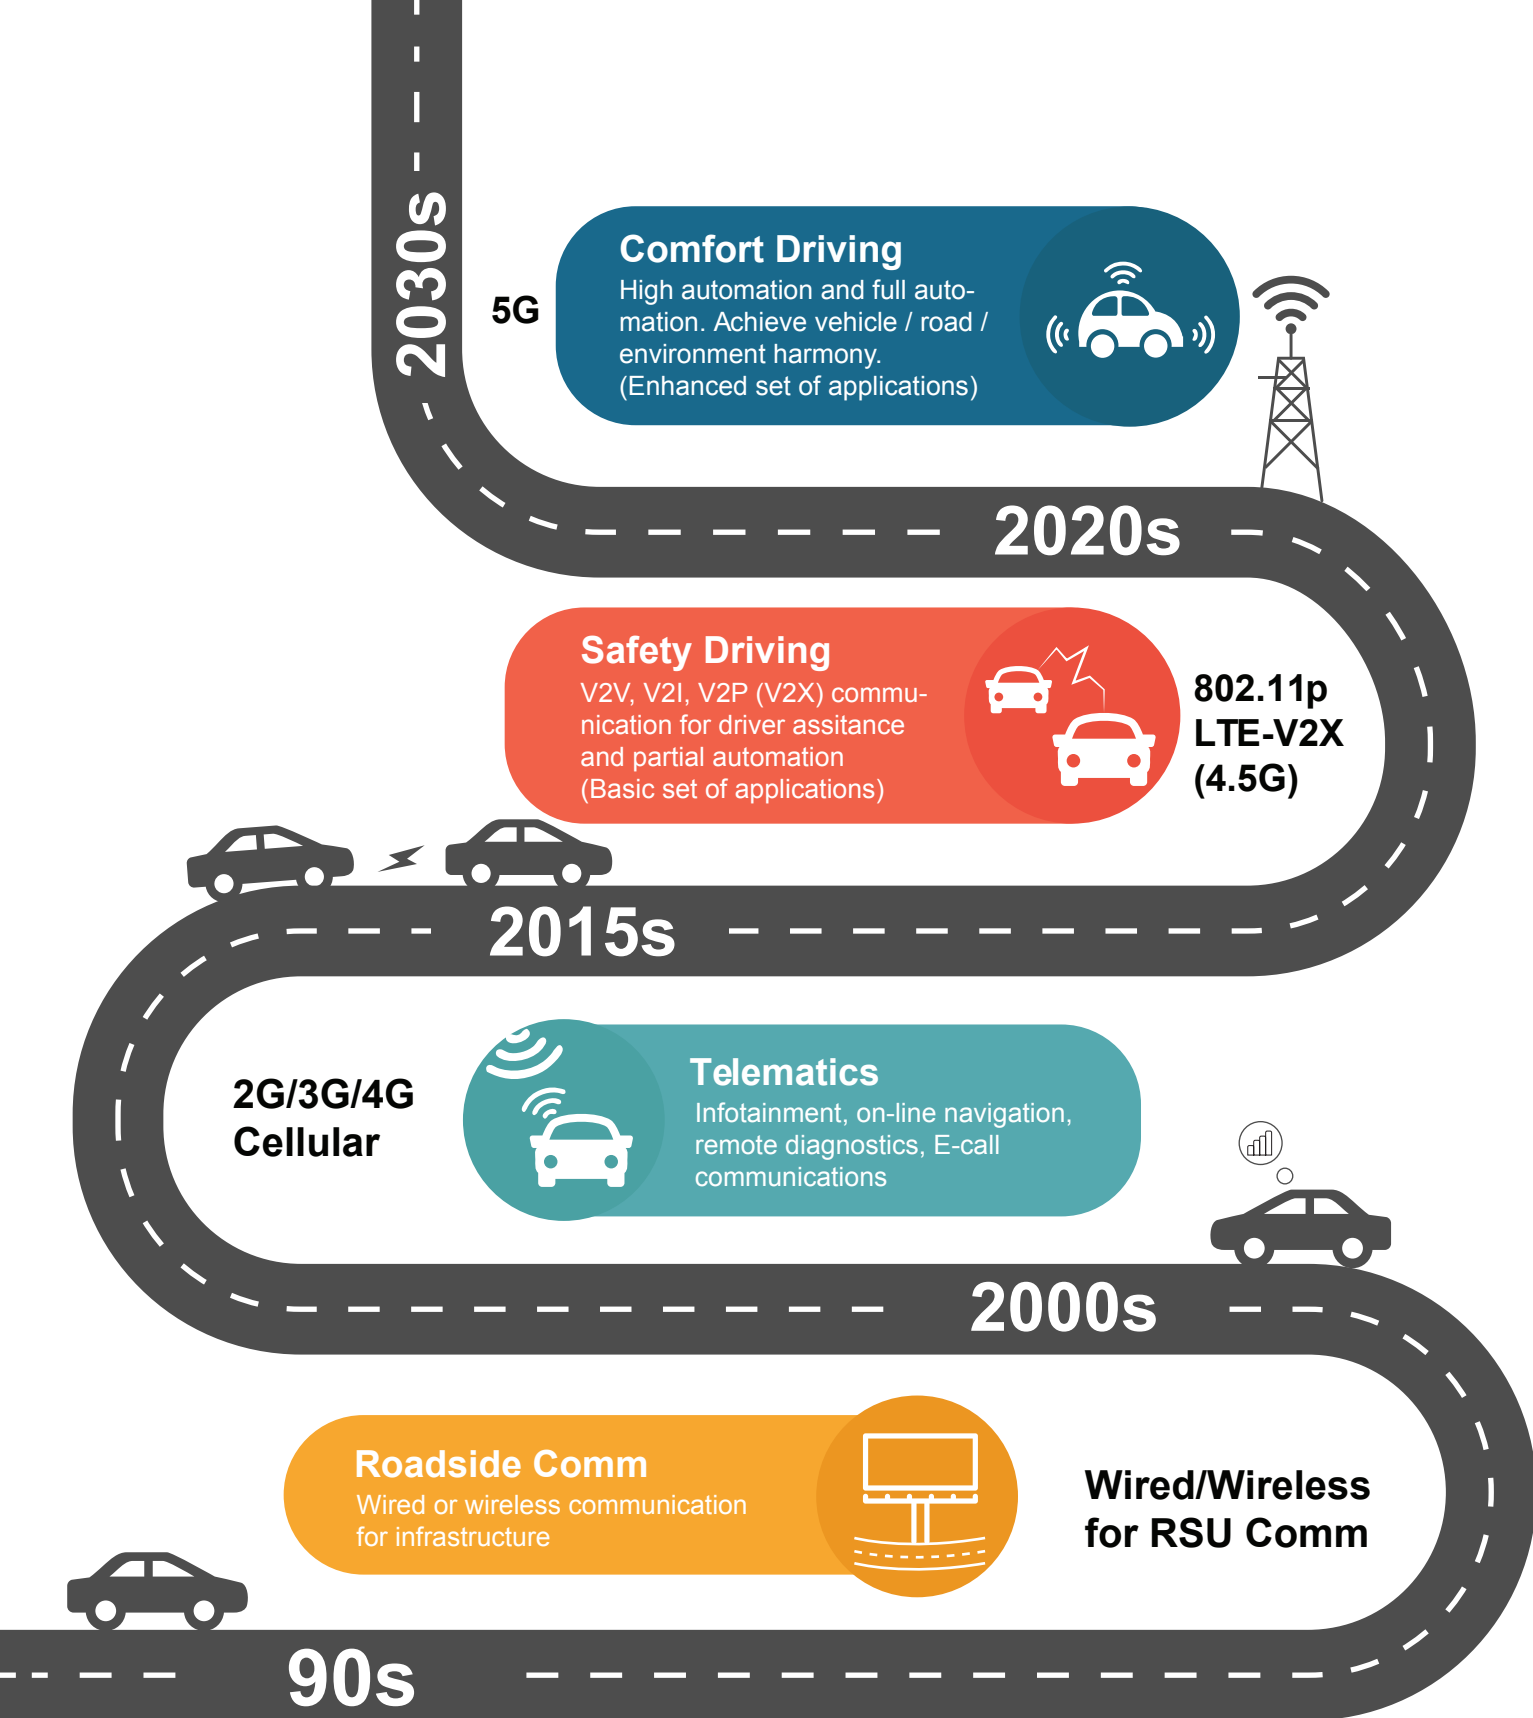 2030s
5G
Comfort Driving
High automation and full auto-
mation. Achieve vehicle / road /
environment harmony.
(Enhanced set of applications)
2020s
Safety Driving
V2V, V2I, V2P (V2X) commu-
nication for driver assitance
and partial automation
(Basic set of applications)
802.11p
LTE-V2X
(4.5G)
2015s
2G/3G/4G
Cellular
Telematics
Infotainment, on-line navigation,
remote diagnostics, E-call
communications
2000s
Roadside Comm
Wired or wireless communication
for infrastructure
Wired/Wireless
for RSU Comm
90s